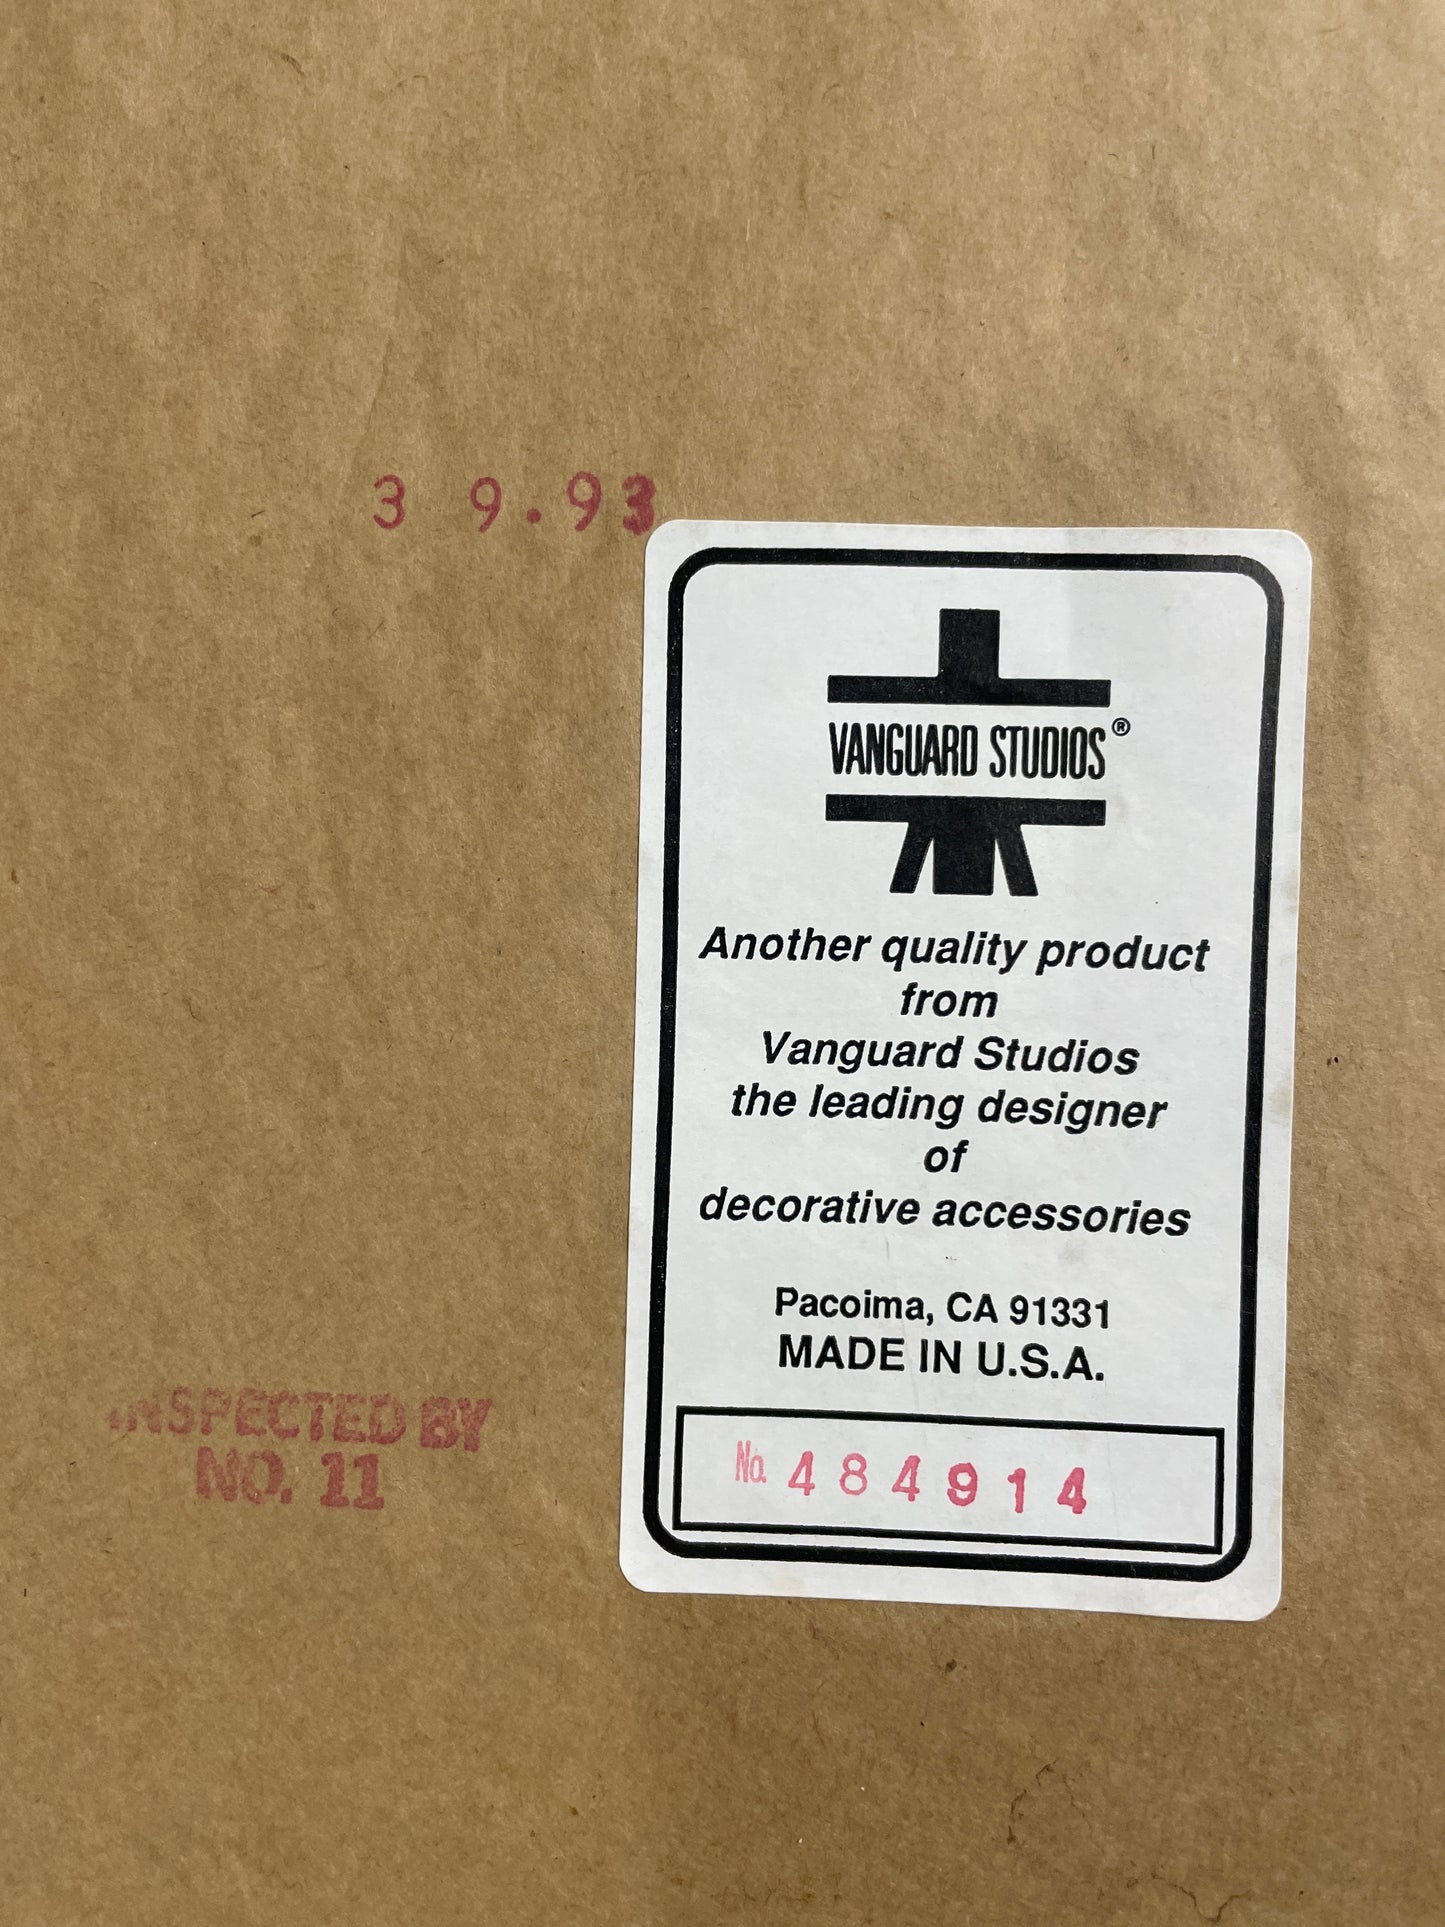 3 9.93
VANGUARD STUDIOS®
Another quality product
from
Vanguard Studios
the leading designer
of
decorative accessories
Pacoima, CA 91331
MADE IN U.S.A.
No. 484914
INSPECTED BY
NO. 11